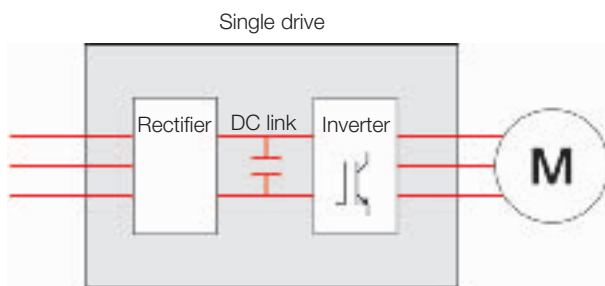 Single drive
Rectifier
DC link
Inverter
M